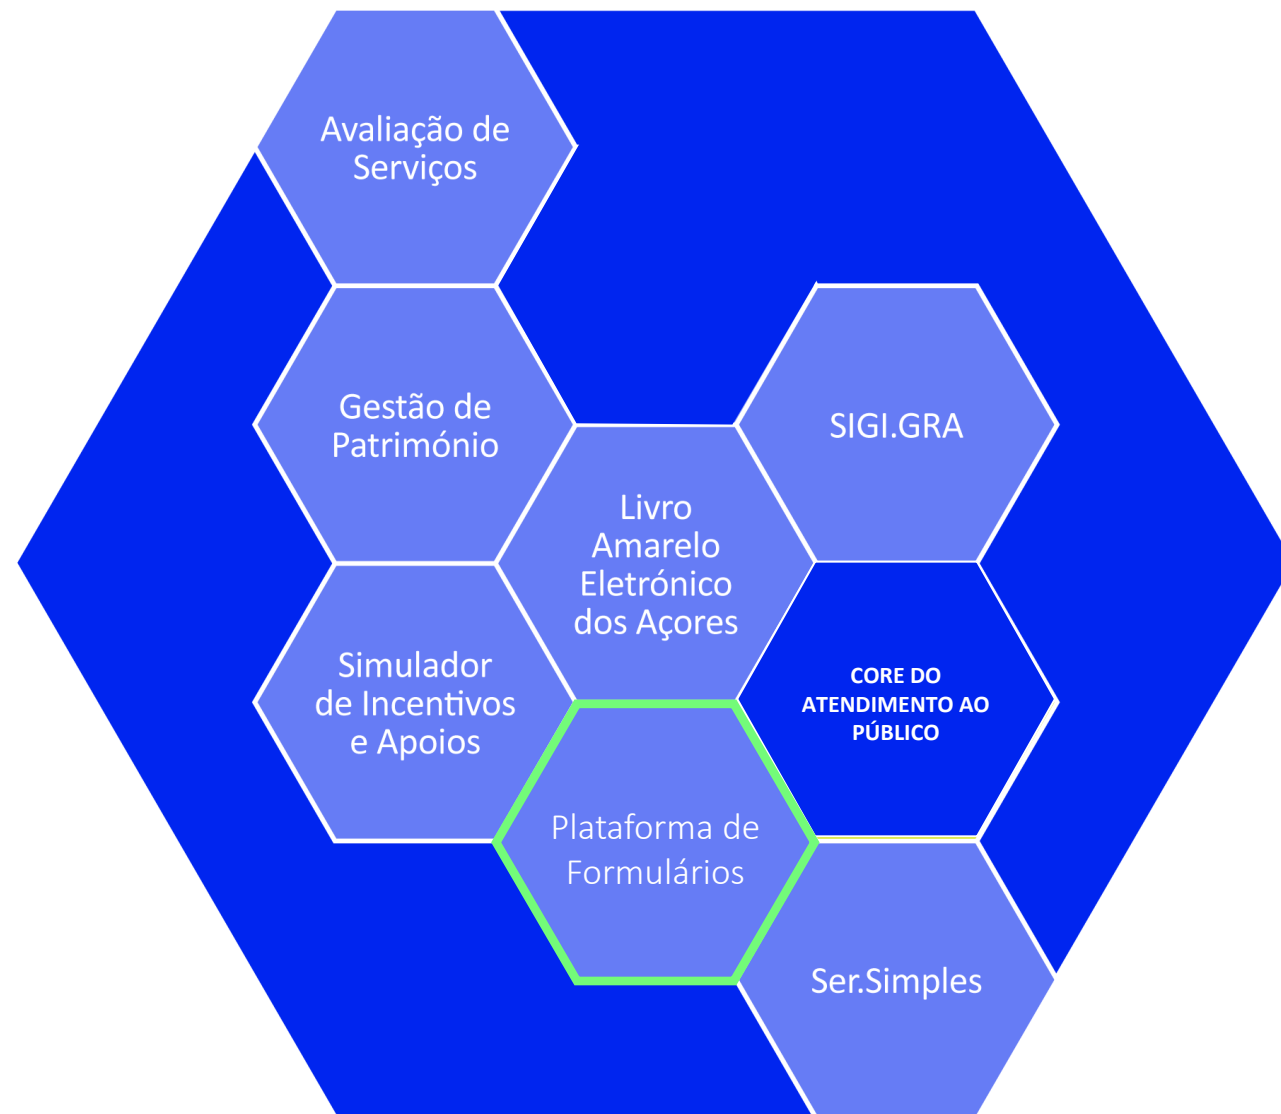 Avaliação de
Serviços
Gestão de
Património
SIGI.GRA
Livro
Amarelo
Eletrónico
dos Açores
Simulador
de Incentivos
e Apoios
CORE DO
ATENDIMENTO AO
PÚBLICO
Plataforma de
Formulários
Ser.Simples